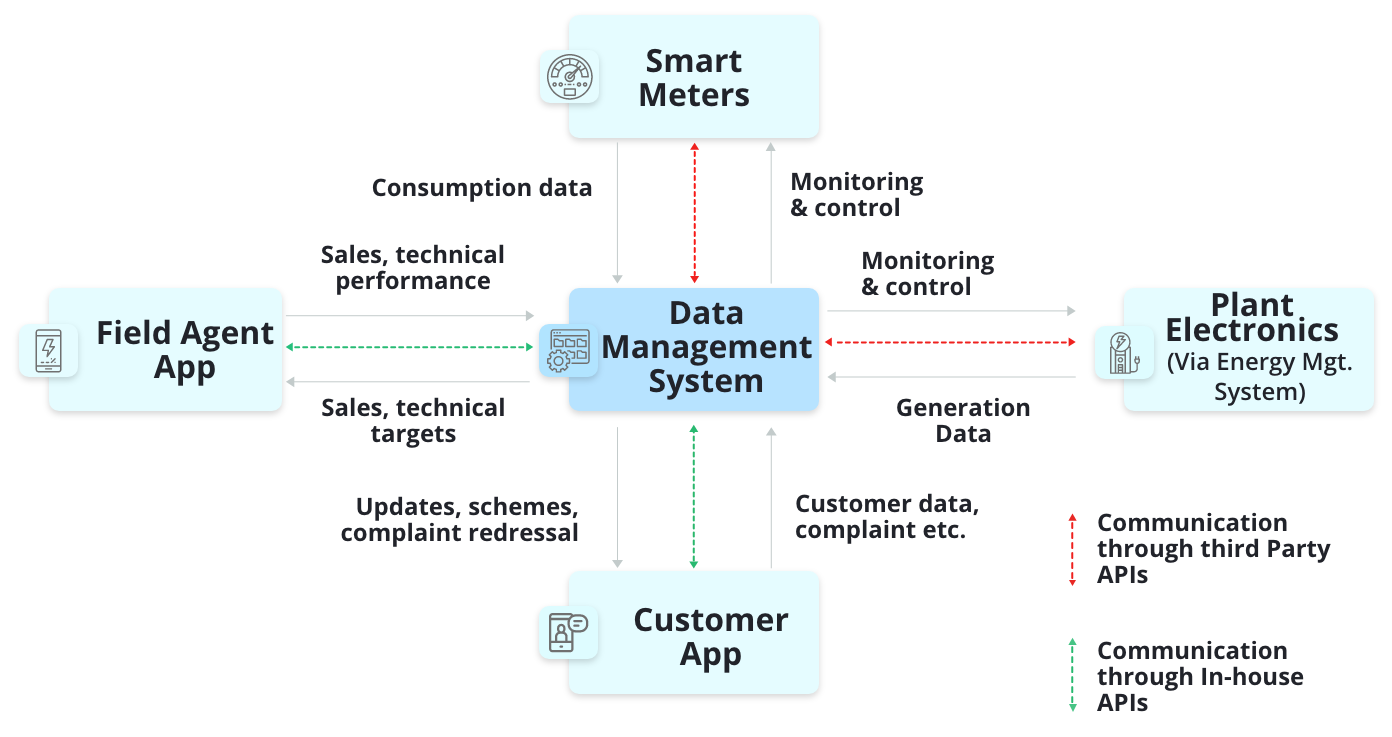 Smart
Meters
Consumption data
Monitoring
& control
Sales, technical
performance
Monitoring
& control
Field Agent
App
Data
Management
System
Plant
Electronics
(Via Energy Mgt.
System)
Sales, technical
targets
Generation
Data
Updates, schemes,
complaint redressal
Customer data,
complaint etc.
Communication
through third Party
APIs
Customer
App
Communication
through In-house
APIs